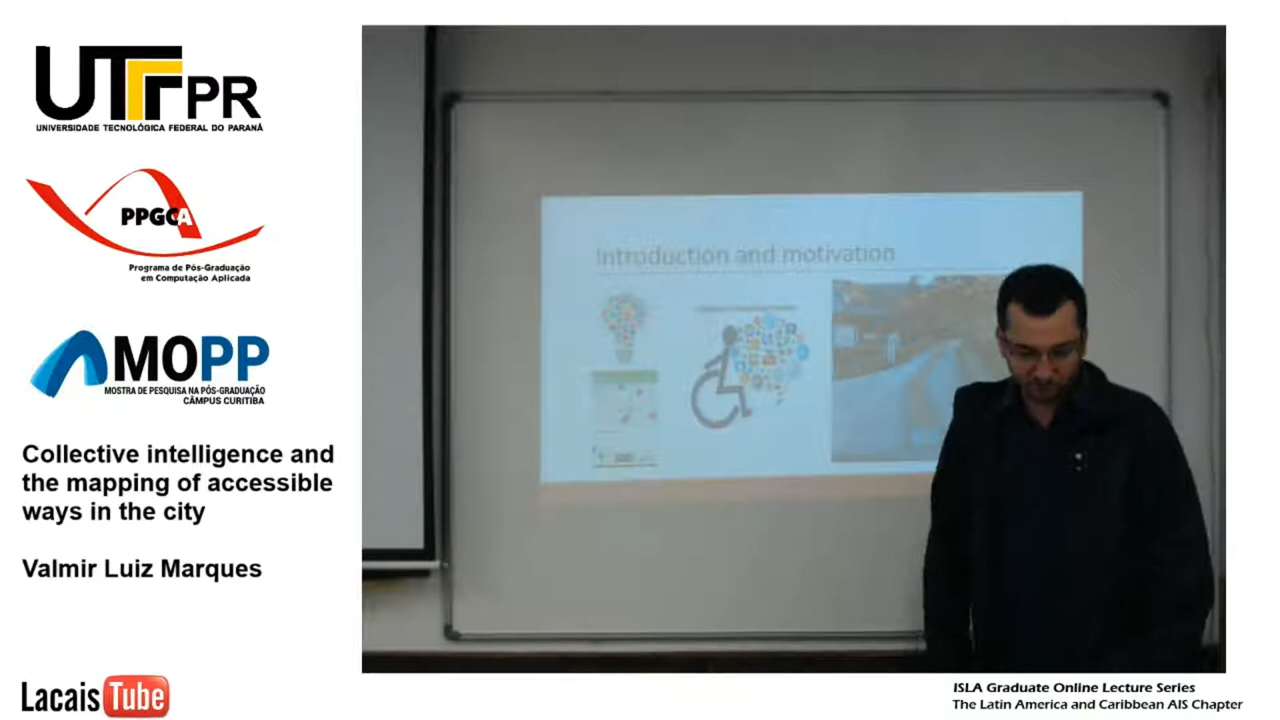 UTFPR
UNIVERSIDADE TECNOLÓGICA FEDERAL DO PARANÁ
PPGCA
Programa de Pós-Graduação
em Computação Aplicada
MOPP
MOSTRA DE PESQUISA NA PÓS-GRADUAÇÃO
CÂMPUS CURITIBA
Collective intelligence and
the mapping of accessible
ways in the city
Valmir Luiz Marques
LacaisTube
Introduction and motivation
ISLA Graduate Online Lecture Series
The Latin America and Caribbean AIS Chapter